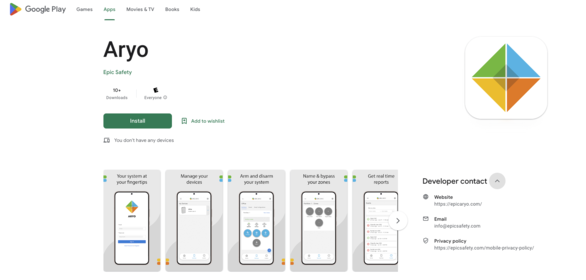 Google Play
Games
Apps
Movies & TV
Books
Kids
Aryo
Epic Safety
10+
Downloads
Everyone
Install
Add to wishlist
You don't have any devices
Your system at
your fingertips
Manage your
devices
Arm and disarm
your system
Name & bypass
your zones
Get real time
reports
Developer contact
Website
https://epicaryo.com/
Email
info@epicsafety.com
Privacy policy
https://epicsafety.com/mobile-privacy-policy/